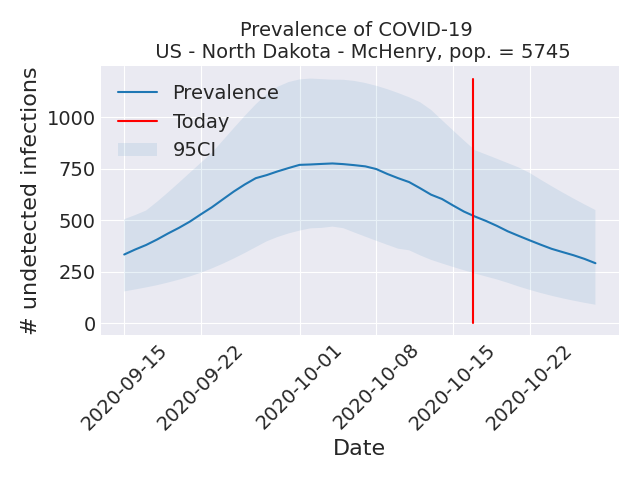 Prevalence of COVID-19
US - North Dakota - McHenry, pop. = 5745
# undetected infections
1000
750
500
250
0
Prevalence
Today
95CI
2020-09-15
2020-09-22
2020-10-01
2020-10-08
2020-10-15
2020-10-22
Date